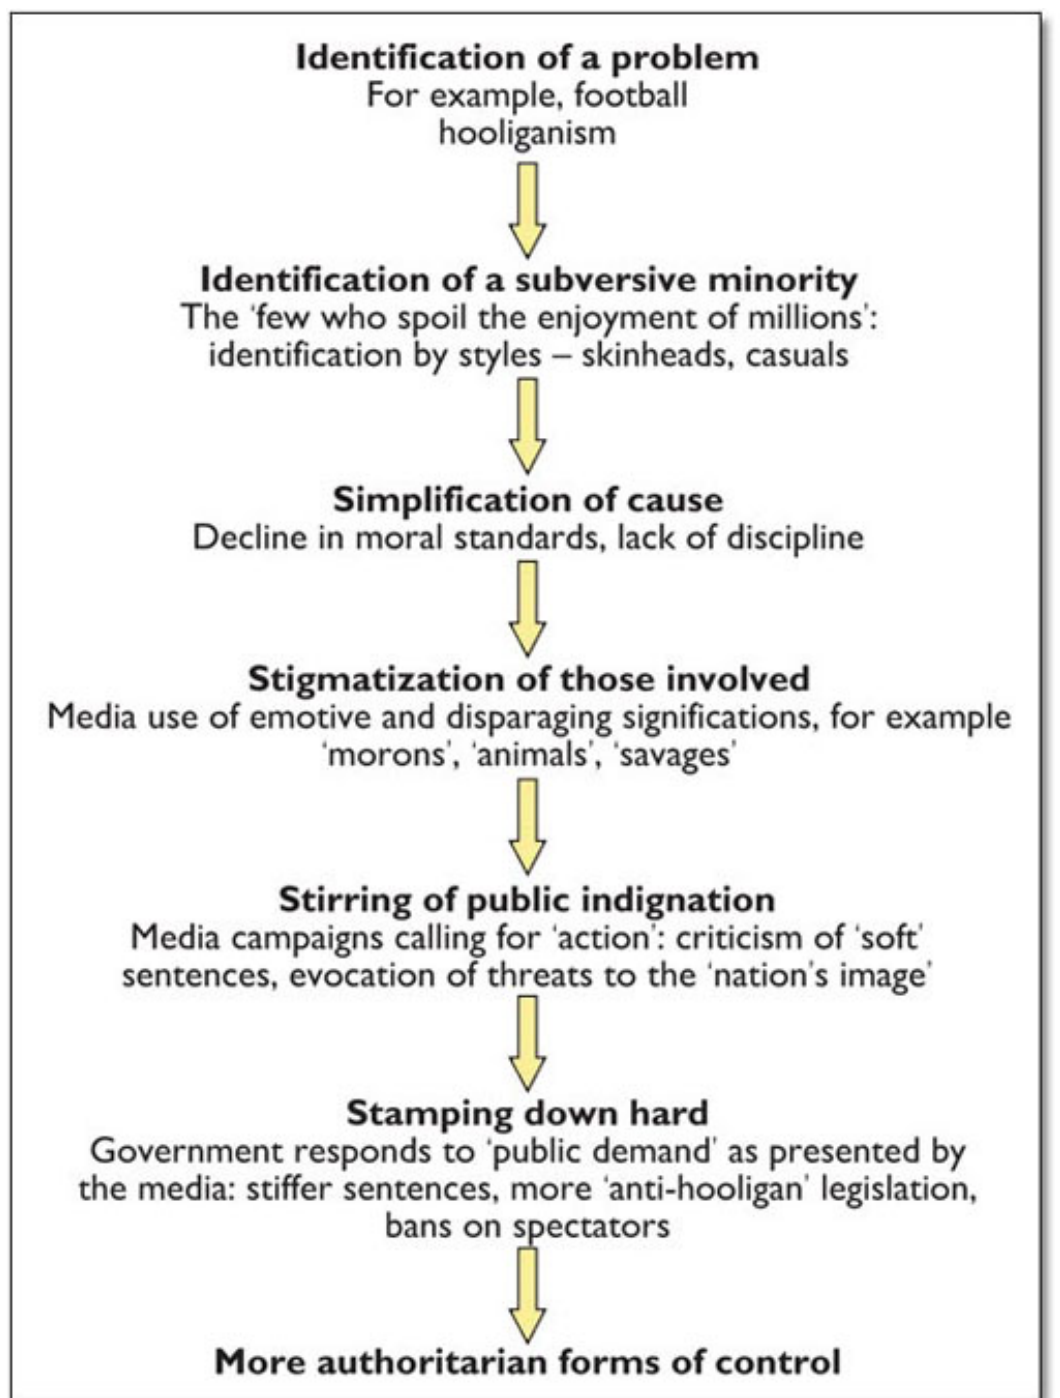 Identification of a problem
For example, football
hooliganism
Identification of a subversive minority
The ‘few who spoil the enjoyment of millions’:
identification by styles – skinheads, casuals
Simplification of cause
Decline in moral standards, lack of discipline
Stigmatization of those involved
Media use of emotive and disparaging significations, for example
‘morons’, ‘animals’, ‘savages’
Stirring of public indignation
Media campaigns calling for ‘action’: criticism of ‘soft’
sentences, evocation of threats to the ‘nation’s image’
Stamping down hard
Government responds to ‘public demand’ as presented by
the media: stiffer sentences, more ‘anti-hooligan’ legislation,
bans on spectators
More authoritarian forms of control